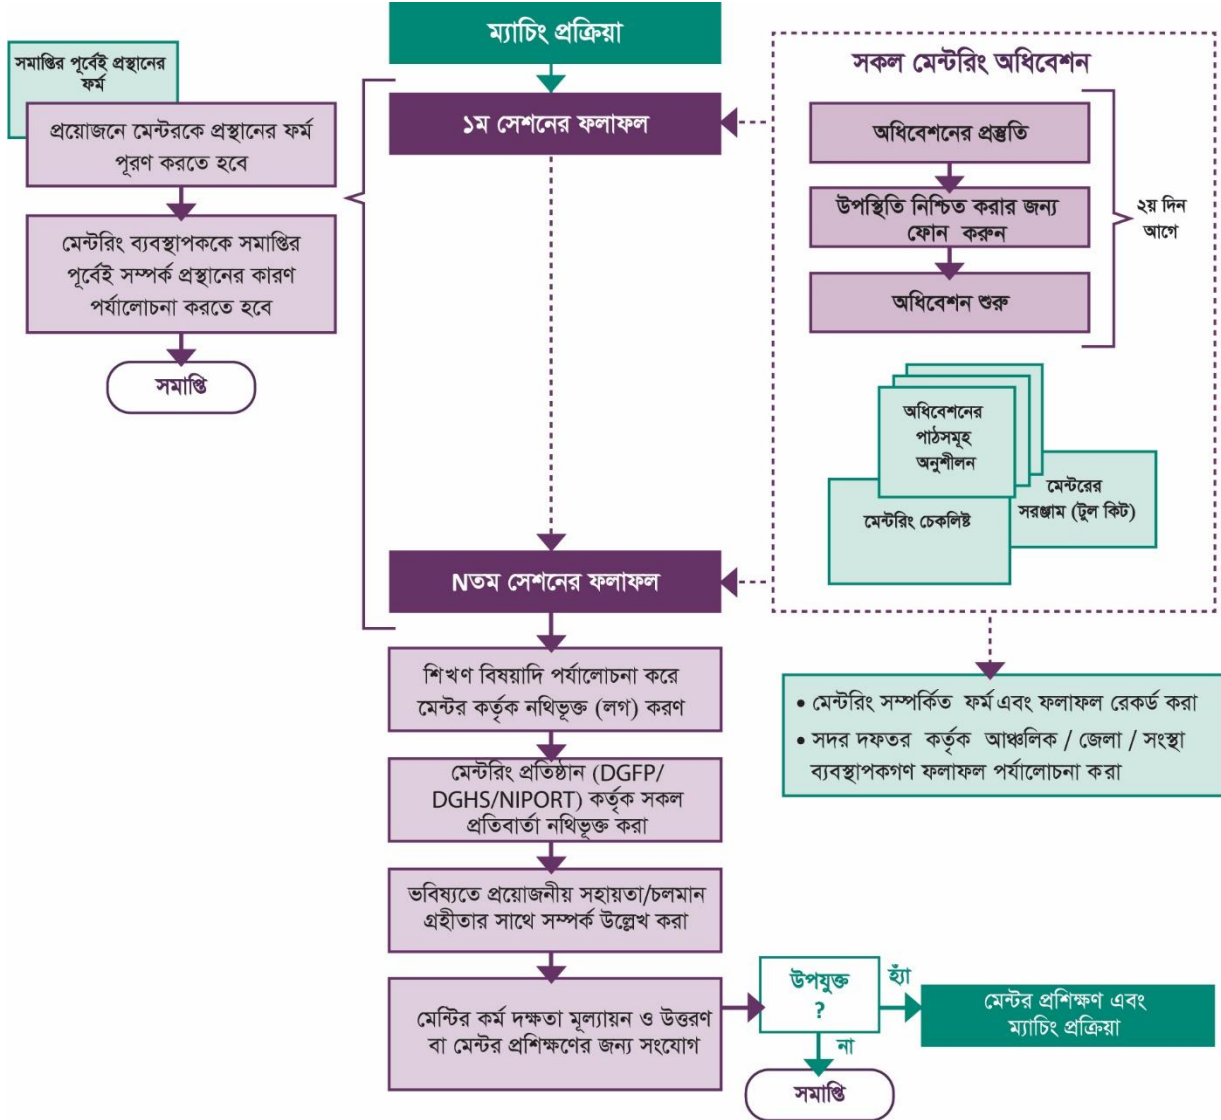 ম্যাচিং প্রক্রিয়া
সমাপ্তির পূর্বেই প্রস্থানের
ফর্ম
প্রয়োজনে মেন্টরকে প্রস্থানের ফর্ম
পূরণ করতে হবে
মেন্টরিং ব্যবস্থাপককে সমাপ্তির
পূর্বেই সম্পর্ক প্রস্থানের কারণ
পর্যালোচনা করতে হবে
সমাপ্তি
১ম সেশনের ফলাফল
সকল মেন্টরিং অধিবেশন
অধিবেশনের প্রস্তুতি
উপস্থিতি নিশ্চিত করার জন্য
ফোন করুন
অধিবেশন শুরু
২য় দিন
আগে
অধিবেশনের
পাঠসমূহ
অনুশীলন
মেন্টরের
সরঞ্জাম (টুল কিট)
মেন্টরিং চেকলিষ্ট
Nতম সেশনের ফলাফল
শিখণ বিষয়াদি পর্যালোচনা করে
মেন্টর কর্তৃক নথিভূক্ত (লগ) করণ
মেন্টরিং প্রতিষ্ঠান (DGFP/
DGHS/NIPORT) কর্তৃক সকল
প্রতিবার্তা নথিভূক্ত করা
ভবিষ্যতে প্রয়োজনীয় সহায়তা/চলমান
গ্রহীতার সাথে সম্পর্ক উল্লেখ করা
মেন্টির কর্ম দক্ষতা মূল্যায়ন ও উত্তরণ
বা মেন্টর প্রশিক্ষণের জন্য সংযোগ
• মেন্টরিং সম্পর্কিত ফর্ম এবং ফলাফল রেকর্ড করা
• সদর দফতর কর্তৃক আঞ্চলিক / জেলা / সংস্থা
ব্যবস্থাপকগণ ফলাফল পর্যালোচনা করা
উপযুক্ত
?
হ্যাঁ
না
মেন্টর প্রশিক্ষণ এবং
ম্যাচিং প্রক্রিয়া
সমাপ্তি